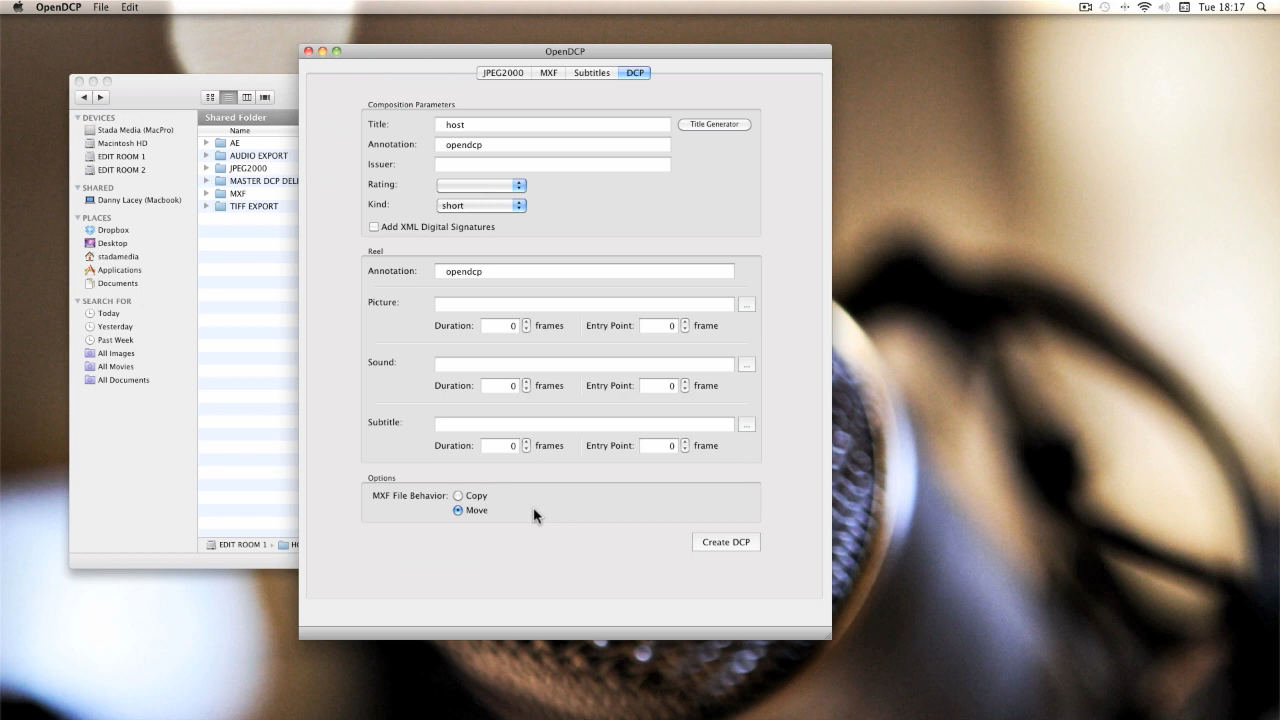 OpenDCP File Edit Tue 18:17
OpenDCP
JPEG2000 MXF Subtitles DCP
DEVICES
Stada Media (MacPro)
Macintosh HD
EDIT ROOM 1
EDIT ROOM 2
SHARED
Danny Lacey (Macbook)
PLACES
Dropbox
Desktop
stadamedia
Applications
Documents
SEARCH FOR
Today
Yesterday
Past Week
All Images
All Movies
All Documents
Shared Folder
Name
AE
AUDIO EXPORT
JPEG2000
MASTER DCP DELI
MXF
TIFF EXPORT
EDIT ROOM 1 HO
Composition Parameters
Title: host Title Generator
Annotation: opendcp
Issuer:
Rating:
Kind: short
Add XML Digital Signatures
Reel
Annotation: opendcp
Picture: ...
Duration: 0 frames Entry Point: 0 frame
Sound: ...
Duration: 0 frames Entry Point: 0 frame
Subtitle: ...
Duration: 0 frames Entry Point: 0 frame
Options
MXF File Behavior: Copy
Move
Create DCP